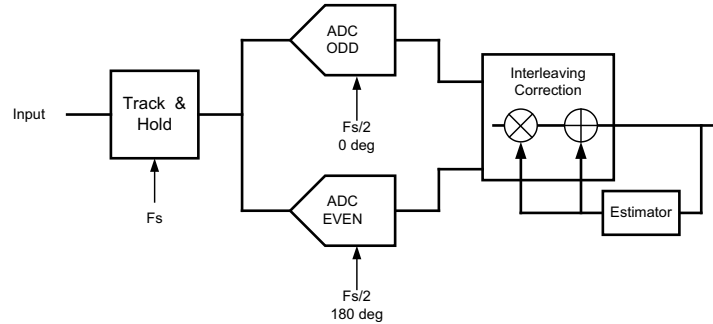 Input
Track &
Hold
Fs
ADC
ODD
Fs/2
0 deg
ADC
EVEN
Fs/2
180 deg
Interleaving
Correction
Estimator